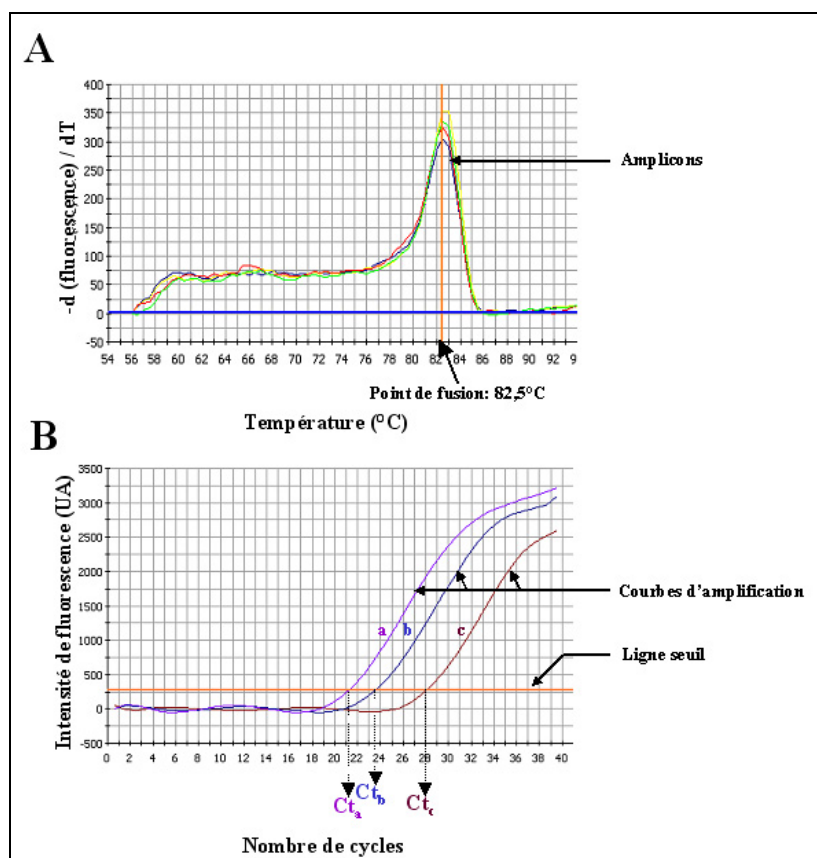 A
400
350
300
250
200
150
100
50
0
-50
-d (fluorescence) / dT
54 56 58 60 62 64 66 68 70 72 74 76 78 80 82 84 86 88 90 92 9
Amplicons
Point de fusion: 82,5°C
Température (°C)
B
3500
3000
2500
2000
1500
1000
500
0
-500
Intensité de fluorescence (UA)
a b c
Courbes d'amplification
Ligne seuil
0 2 4 6 8 10 12 14 16 18 20 22 24 26 28 30 32 34 36 38 40
Cta Ctb Ctc
Nombre de cycles